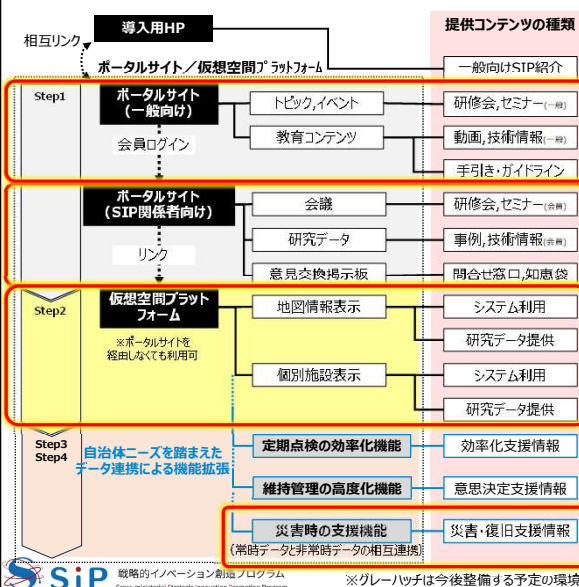 導入用HP
提供コンテンツの種類
相互リンク
ポータルサイト／仮想空間プラットフォーム
一般向けSIP紹介
Step1
ポータルサイト
(一般向け)
トピック,イベント
研修会,セミナー(一般)
会員ログイン
教育コンテンツ
動画,技術情報(一般)
手引き・ガイドライン
ポータルサイト
(SIP関係者向け)
会議
研修会,セミナー(会員)
研究データ
事例,技術情報(会員)
リンク
意見交換掲示板
問合せ窓口,知恵袋
Step2
仮想空間プラット
フォーム
地図情報表示
システム利用
※ポータルサイトを
経由しなくても利用可
研究データ提供
個別施設表示
システム利用
研究データ提供
Step3
Step4
自治体ニーズを踏まえた
データ連携による機能拡張
定期点検の効率化機能
効率化支援情報
維持管理の高度化機能
意思決定支援情報
災害時の支援機能
災害・復旧支援情報
(常時データと非常時データの相互連携)
SiP 戦略的イノベーション創造プログラム
Cross-ministerial Strategic Innovation Promotion Program
※グレーハッチは今後整備する予定の環境